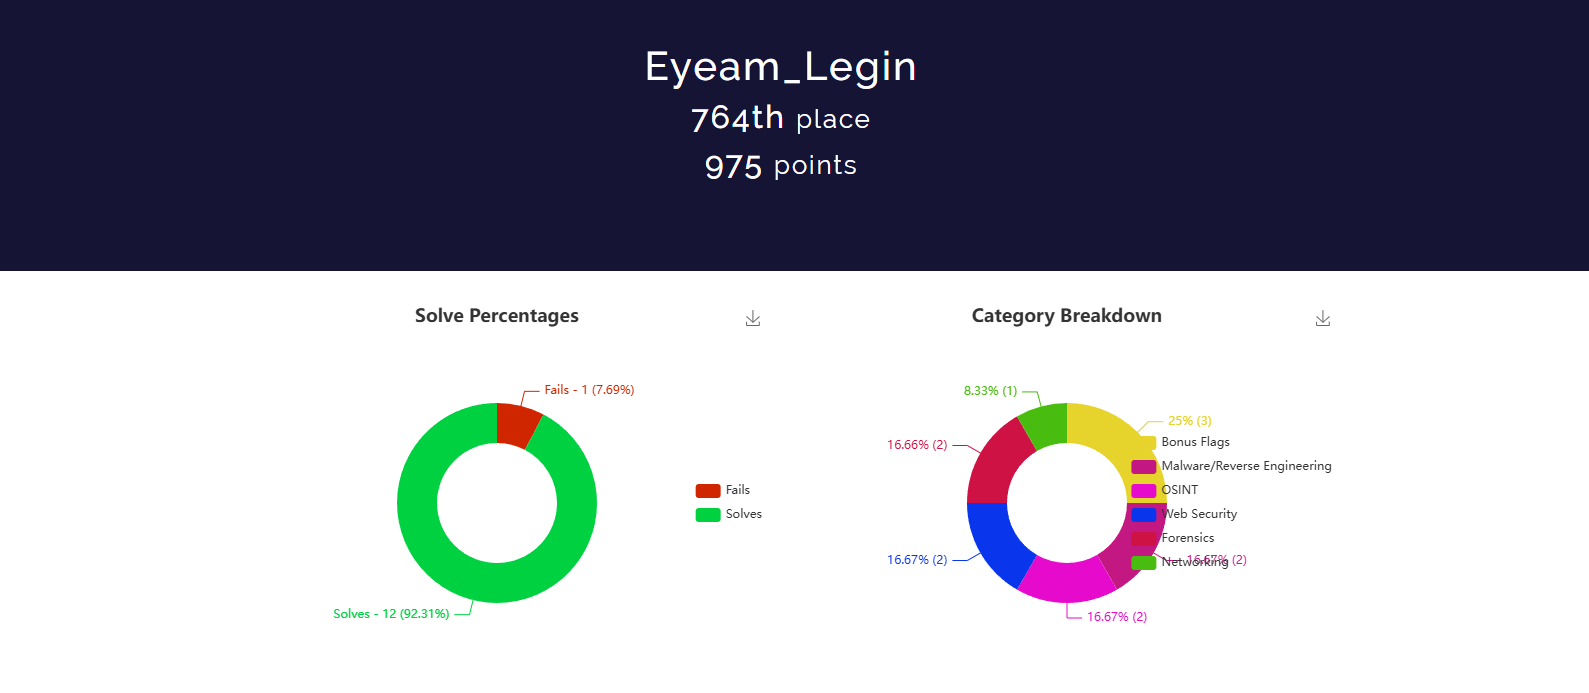 Eyeam_Legin
764th place
975 points
Solve Percentages
Fails - 1 (7.69%)
Solves - 12 (92.31%)
Fails
Solves
Category Breakdown
8.33% (1)
25% (3)
16.66% (2)
16.67% (2)
16.67% (2)
16.67% (2)
Bonus Flags
Malware/Reverse Engineering
OSINT
Web Security
Forensics
Networking